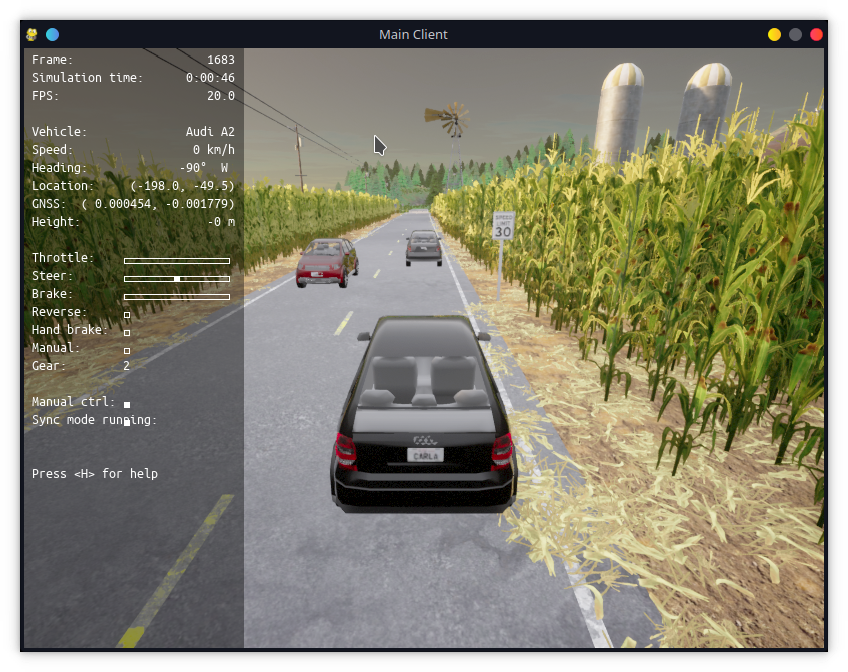 Main Client
Frame: 1683
Simulation time: 0:00:46
FPS: 20.0
Vehicle: Audi A2
Speed: 0 km/h
Heading: -90° W
Location: (-198.0, -49.5)
GNSS: ( 0.000454, -0.001779)
Height: -0 m
Throttle:
Steer:
Brake:
Reverse:
Hand brake:
Manual:
Gear: 2
Manual ctrl:
Sync mode running:
Press <H> for help
SPEED
LIMIT
30
CARLA